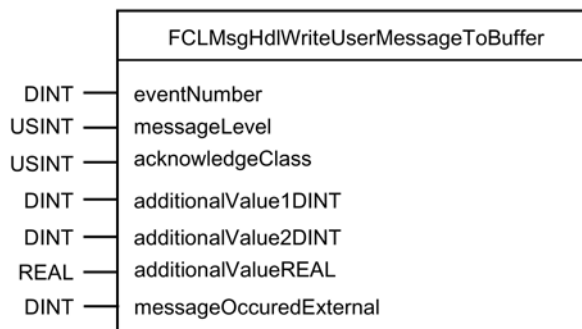 FCLMsgHdlWriteUserMessageToBuffer
DINT eventNumber
USINT messageLevel
USINT acknowledgeClass
DINT additionalValue1DINT
DINT additionalValue2DINT
REAL additionalValueREAL
DINT messageOccuredExternal